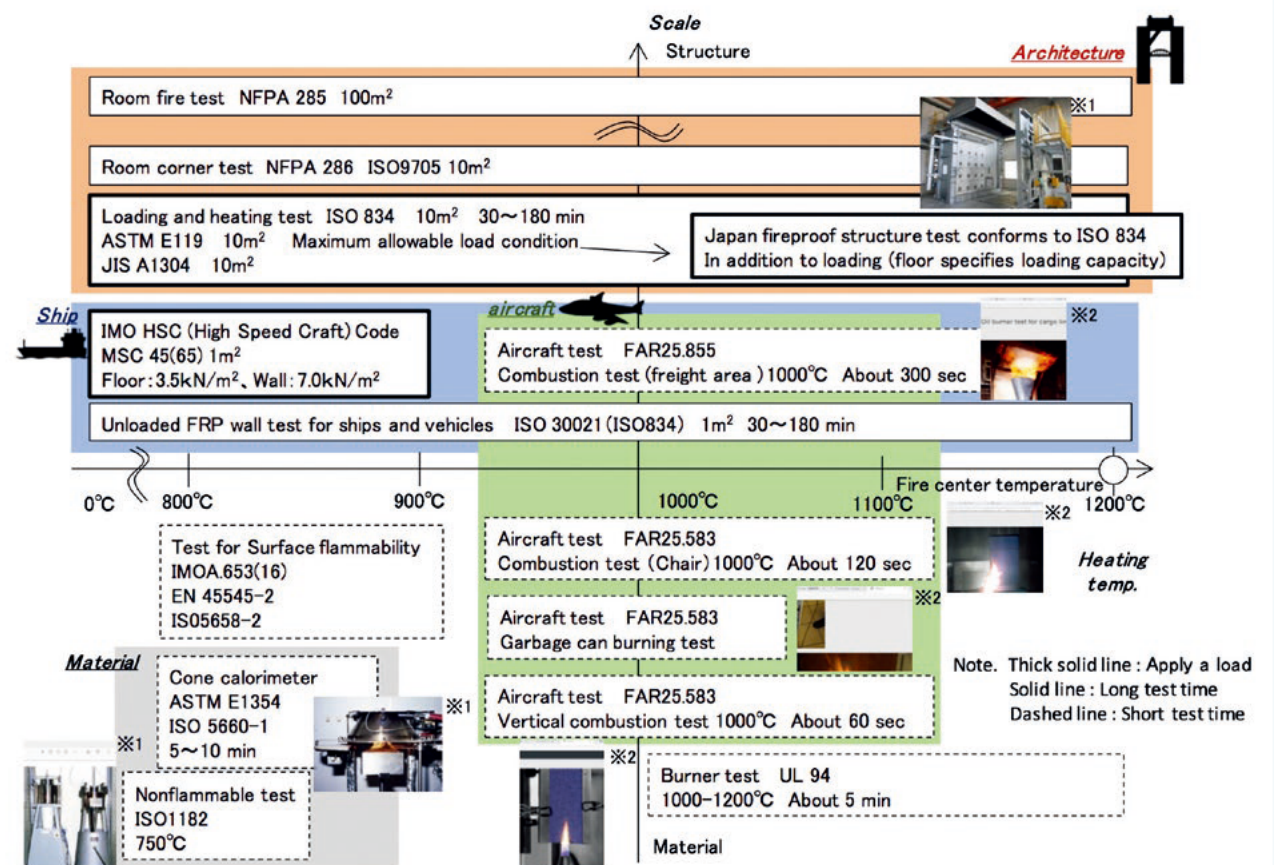 Scale
Structure
Architecture
Room fire test NFPA 285 100m²
※1
Room corner test NFPA 286 ISO9705 10m²
Loading and heating test ISO 834 10m² 30~180 min
ASTM E119 10m² Maximum allowable load condition
JIS A1304 10m²
Japan fireproof structure test conforms to ISO 834
In addition to loading (floor specifies loading capacity)
Ship
IMO HSC (High Speed Craft) Code
MSC 45(65) 1m²
Floor:3.5kN/m²、Wall:7.0kN/m²
aircraft
Aircraft test FAR25.855
Combustion test (freight area) 1000℃ About 300 sec
burner test for cargo
※2
Unloaded FRP wall test for ships and vehicles ISO 30021(ISO834) 1m² 30~180 min
Fire center temperature
0℃ 800℃ 900℃ 1000℃ 1100℃ 1200℃
Heating
temp.
Test for Surface flammability
IMOA.653(16)
EN 45545-2
IS05658-2
Aircraft test FAR25.583
Combustion test (Chair) 1000℃ About 120 sec
※2
Aircraft test FAR25.583
Garbage can burning test
※2
Aircraft test FAR25.583
Vertical combustion test 1000℃ About 60 sec
※2
Material
Cone calorimeter
ASTM E1354
ISO 5660-1
5~10 min
※1
※1
Nonflammable test
ISO1182
750℃
Burner test UL 94
1000-1200℃ About 5 min
Material
Note. Thick solid line : Apply a load
Solid line : Long test time
Dashed line : Short test time